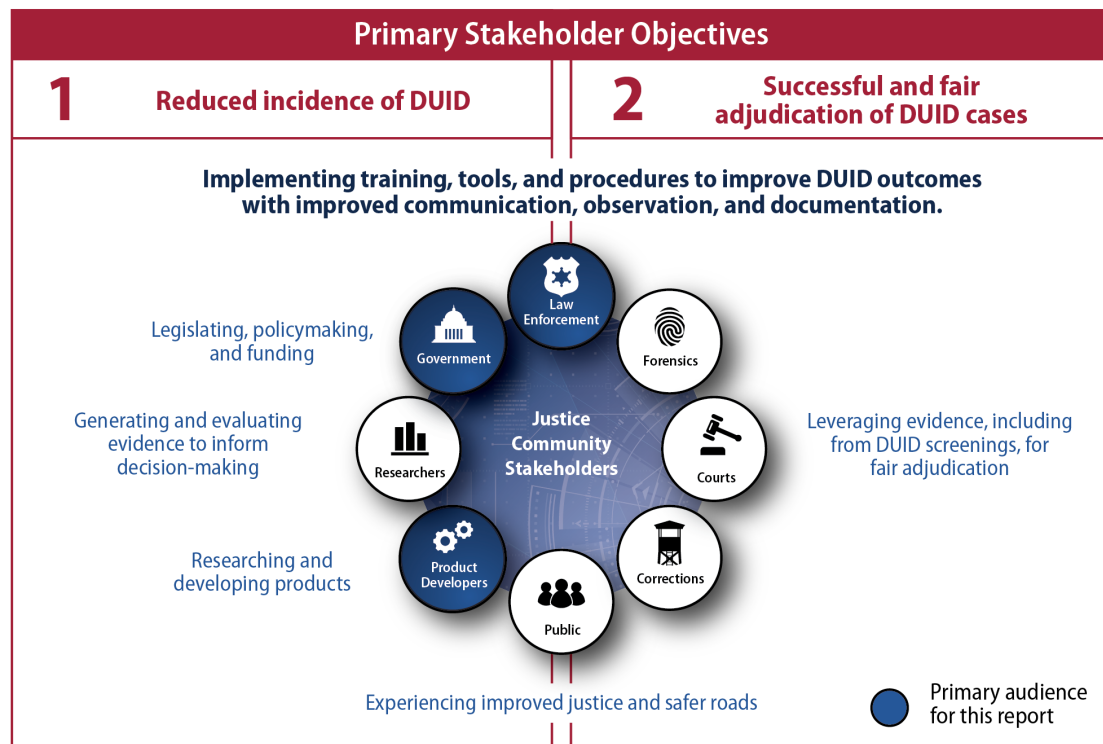 Primary Stakeholder Objectives
1
Reduced incidence of DUID
2
Successful and fair
adjudication of DUID cases
Implementing training, tools, and procedures to improve DUID outcomes
with improved communication, observation, and documentation.
Law
Enforcement
Government
Forensics
Legislating, policymaking,
and funding
Justice
Community
Stakeholders
Researchers
Generating and evaluating
evidence to inform
decision-making
Courts
Leveraging evidence, including
from DUID screenings, for
fair adjudication
Product
Developers
Researching and
developing products
Corrections
Public
Experiencing improved justice and safer roads
Primary audience
for this report